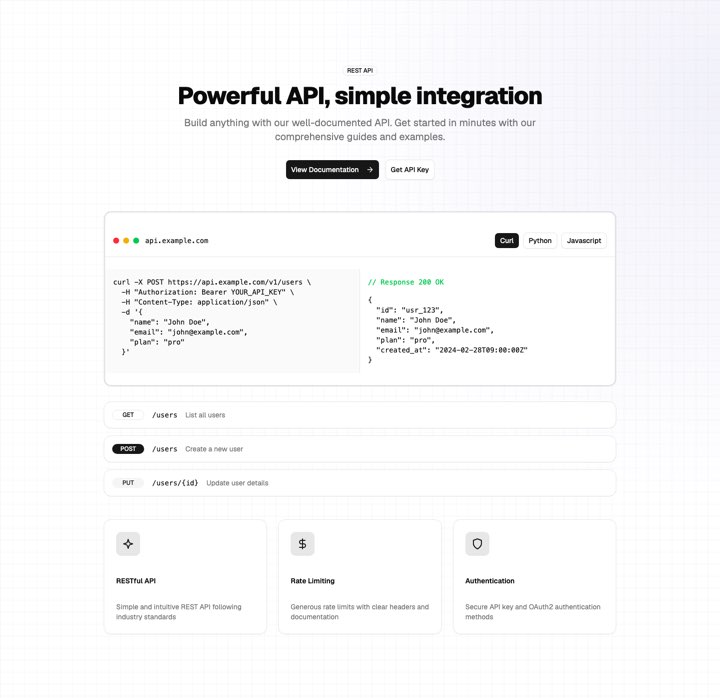 REST API
Powerful API, simple integration
Build anything with our well-documented API. Get started in minutes with our
comprehensive guides and examples.
View Documentation → Get API Key
api.example.com
Curl Python Javascript
curl -X POST https://api.example.com/v1/users \
-H "Authorization: Bearer YOUR_API_KEY" \
-H "Content-Type: application/json" \
-d '{
"name": "John Doe",
"email": "john@example.com",
"plan": "pro"
}'
// Response 200 OK
{
"id": "usr_123",
"name": "John Doe",
"email": "john@example.com",
"plan": "pro",
"created_at": "2024-02-28T09:00:00Z"
}
GET /users List all users
POST /users Create a new user
PUT /users/{id} Update user details
RESTful API
Simple and intuitive REST API following
industry standards
Rate Limiting
Generous rate limits with clear headers and
documentation
Authentication
Secure API key and OAuth2 authentication
methods